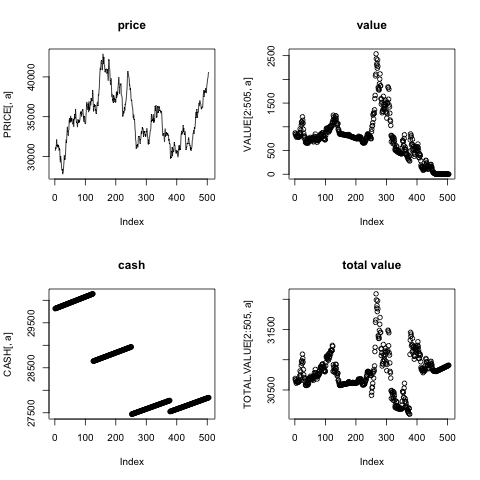 price
PRICE[, a]
30000 35000 40000
0 100 200 300 400 500
Index
value
VALUE[2:505, a]
0 500 1500 2500
0 100 200 300 400 500
Index
cash
CASH[, a]
27500 28500 29500
0 100 200 300 400 500
Index
total value
TOTAL.VALUE[2:505, a]
30500 31500
0 100 200 300 400 500
Index